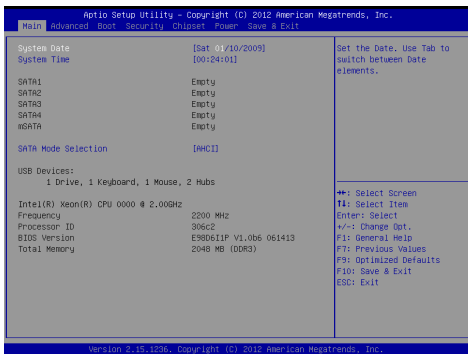 Aptio Setup Utility – Copyright (C) 2012 American Megatrends, Inc.
Main Advanced Boot Security Chipset Power Save & Exit
System Date [Sat 01/10/2009]
System Time [00:24:01]
SATA1 Empty
SATA2 Empty
SATA3 Empty
SATA4 Empty
mSATA Empty
SATA Mode Selection [AHCI]
USB Devices:
1 Drive, 1 Keyboard, 1 Mouse, 2 Hubs
Intel(R) Xeon(R) CPU 0000 @ 2.00GHz
Frequency 2200 MHz
Processor ID 306c2
BIOS Version E98D6I1P V1.0b6 061413
Total Memory 2048 MB (DDR3)
Set the Date. Use Tab to
switch between Date
elements.
→←: Select Screen
↑↓: Select Item
Enter: Select
+/-: Change Opt.
F1: General Help
F7: Previous Values
F9: Optimized Defaults
F10: Save & Exit
ESC: Exit
Version 2.15.1236. Copyright (C) 2012 American Megatrends, Inc.